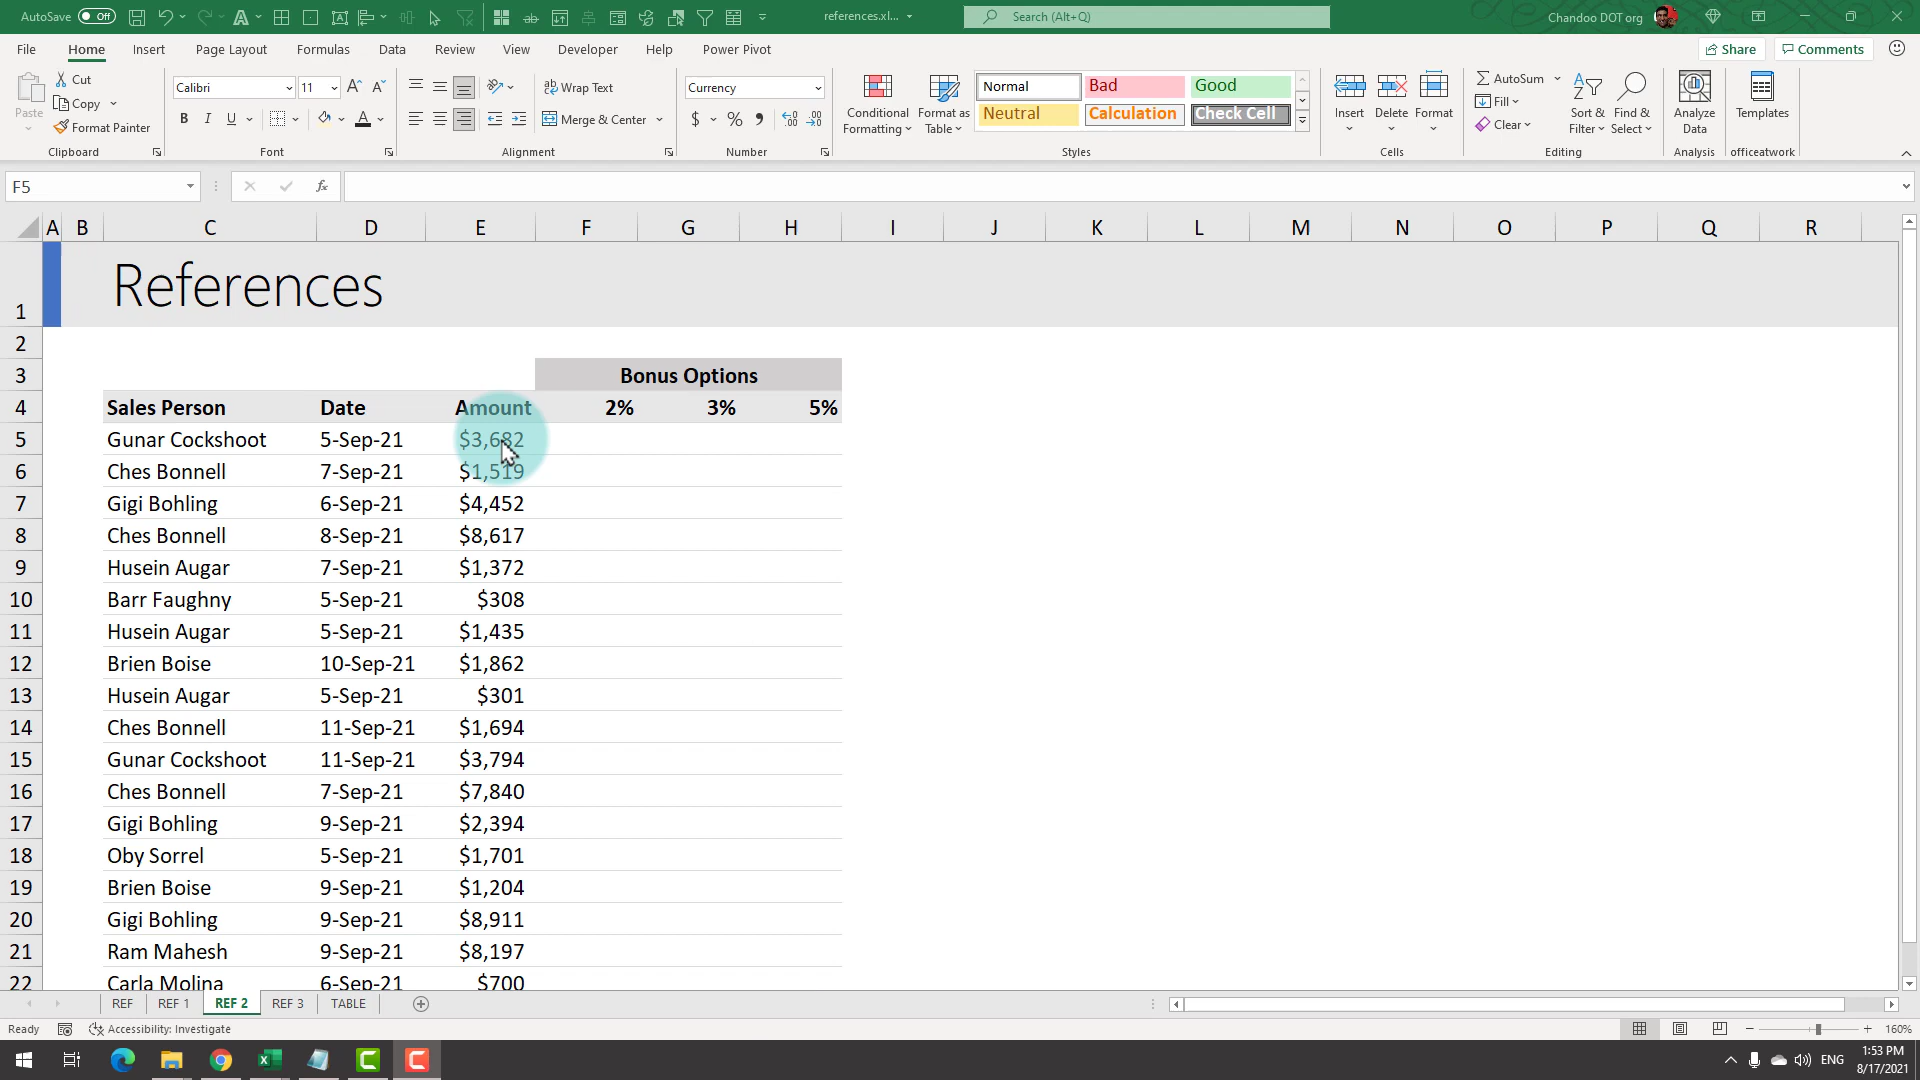 AutoSave Off references.xl... Search (Alt+Q) Chandoo DOT org
File Home Insert Page Layout Formulas Data Review View Developer Help Power Pivot Share Comments
Paste Cut Copy Format Painter Clipboard
Calibri 11 B I U Font
Wrap Text Merge & Center Alignment
Currency $ % Number
Conditional Formatting Format as Table Normal Bad Good Neutral Calculation Check Cell Styles
Insert Delete Format Cells
AutoSum Fill Clear Sort & Filter Find & Select Editing
Analyze Data Analysis
Templates officeatwork
F5 fx
A B C D E F G H I J K L M N O P Q R
1 References
2
3 Bonus Options
4 Sales Person Date Amount 2% 3% 5%
5 Gunar Cockshoot 5-Sep-21 $3,682
6 Ches Bonnell 7-Sep-21 $1,519
7 Gigi Bohling 6-Sep-21 $4,452
8 Ches Bonnell 8-Sep-21 $8,617
9 Husein Augar 7-Sep-21 $1,372
10 Barr Faughny 5-Sep-21 $308
11 Husein Augar 5-Sep-21 $1,435
12 Brien Boise 10-Sep-21 $1,862
13 Husein Augar 5-Sep-21 $301
14 Ches Bonnell 11-Sep-21 $1,694
15 Gunar Cockshoot 11-Sep-21 $3,794
16 Ches Bonnell 7-Sep-21 $7,840
17 Gigi Bohling 9-Sep-21 $2,394
18 Oby Sorrel 5-Sep-21 $1,701
19 Brien Boise 9-Sep-21 $1,204
20 Gigi Bohling 9-Sep-21 $8,911
21 Ram Mahesh 9-Sep-21 $8,197
22 Carla Molina 6-Sep-21 $700
REF REF 1 REF 2 REF 3 TABLE
Ready Accessibility: Investigate 160%
ENG 1:53 PM
8/17/2021